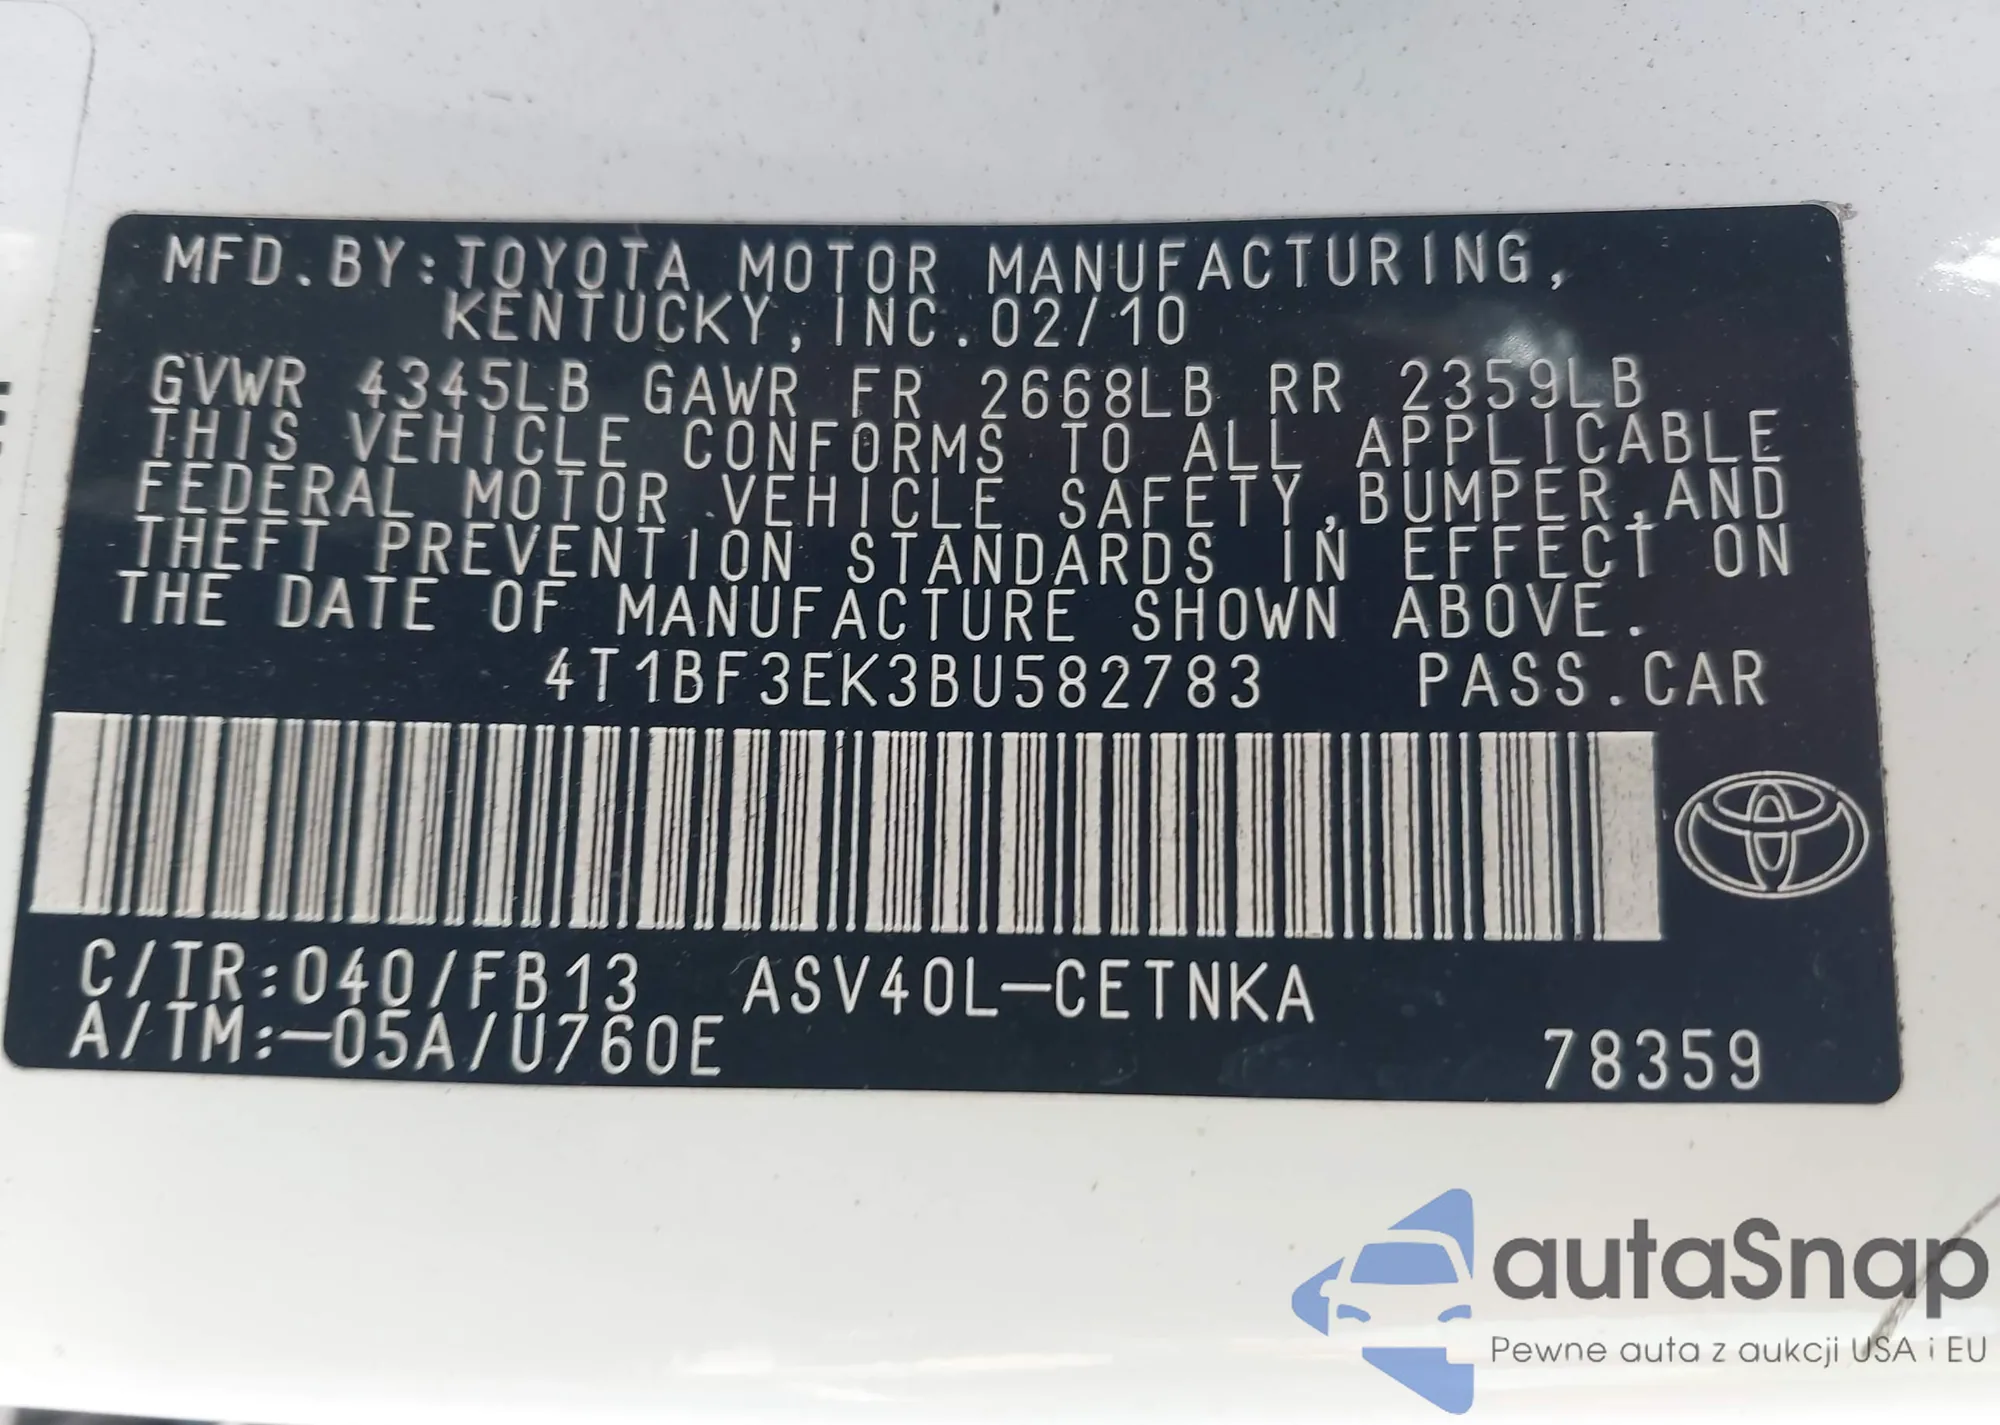 MFD.BY:TOYOTA MOTOR MANUFACTURING,
KENTUCKY,INC.02/10
GVWR 4345LB GAWR FR 2668LB RR 2359LB
THIS VEHICLE CONFORMS TO ALL APPLICABLE
FEDERAL MOTOR VEHICLE SAFETY,BUMPER,AND
THEFT PREVENTION STANDARDS IN EFFECT ON
THE DATE OF MANUFACTURE SHOWN ABOVE.
4T1BF3EK3BU582783 PASS.CAR
C/TR:040/FB13 ASV40L-CETNKA
A/TM:-05A/U760E
78359
autaSnap
Pewne auta z aukcji USA i EU